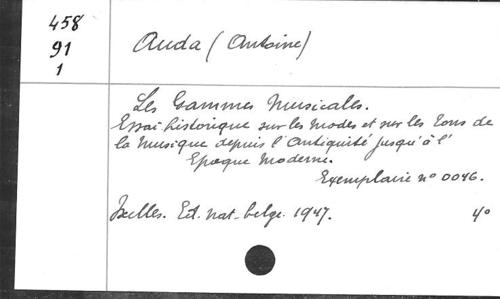 458
91
1
Auda (Antoine)
Les Gammes Musicales.
Essai historique sur les Modes et sur les Tons de
la Musique depuis l'Antiquité jusqu'à l'
Epoque Moderne.
Exemplaire n° 0046.
Ixelles. Ed. nat. belge. 1947. 4°